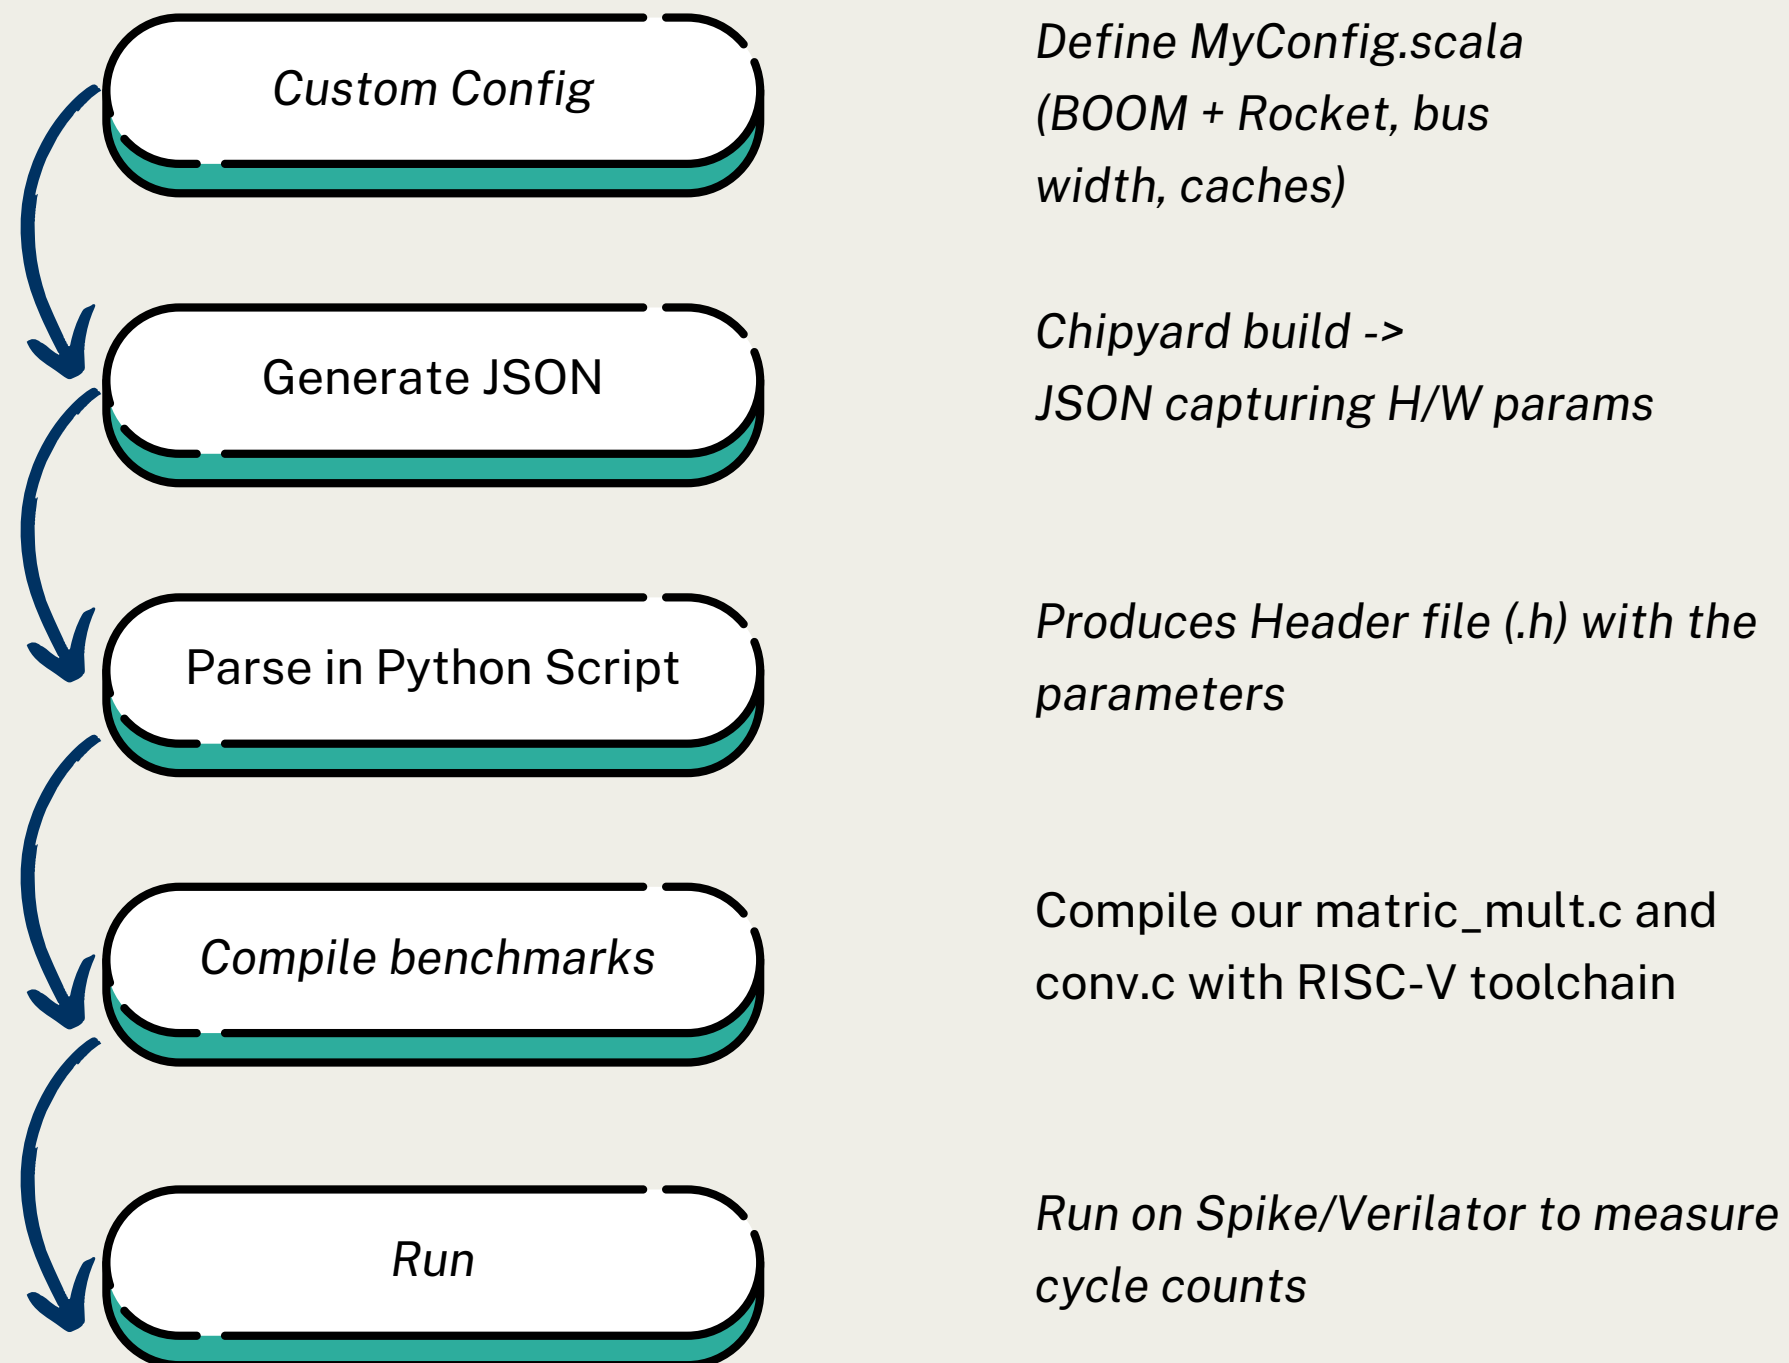 Custom Config
Define MyConfig.scala
(BOOM + Rocket, bus
width, caches)
Generate JSON
Chipyard build ->
JSON capturing H/W params
Parse in Python Script
Produces Header file (.h) with the
parameters
Compile benchmarks
Compile our matric_mult.c and
conv.c with RISC-V toolchain
Run
Run on Spike/Verilator to measure
cycle counts